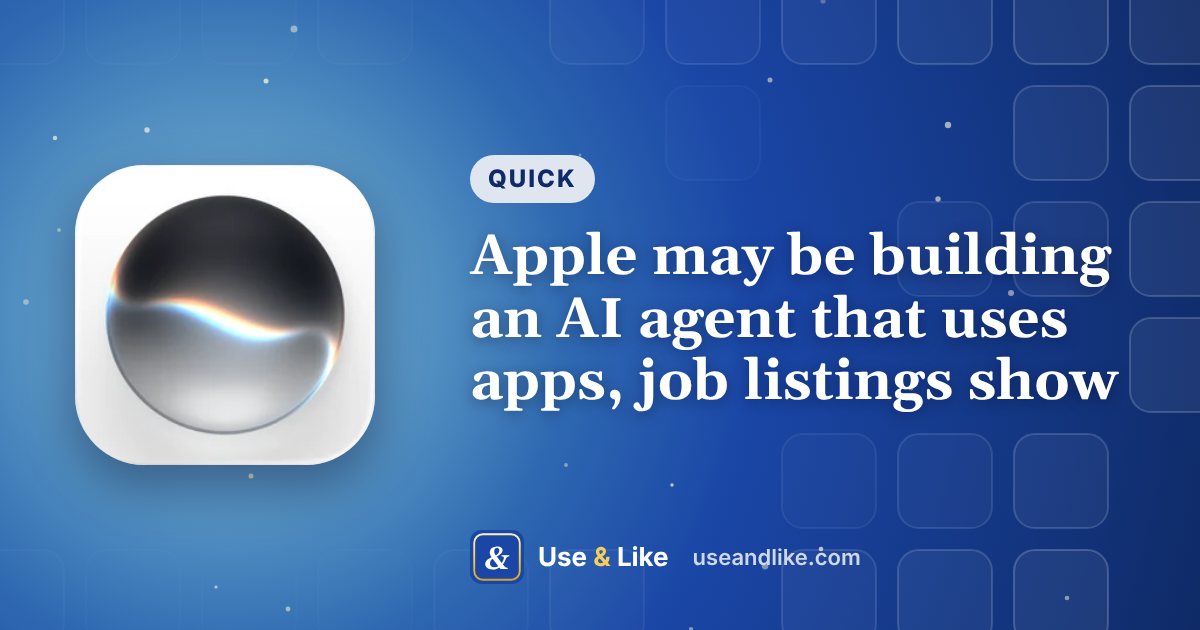 QUICK
Apple may be building
an AI agent that uses
apps, job listings show
& Use & Like useandlike.com